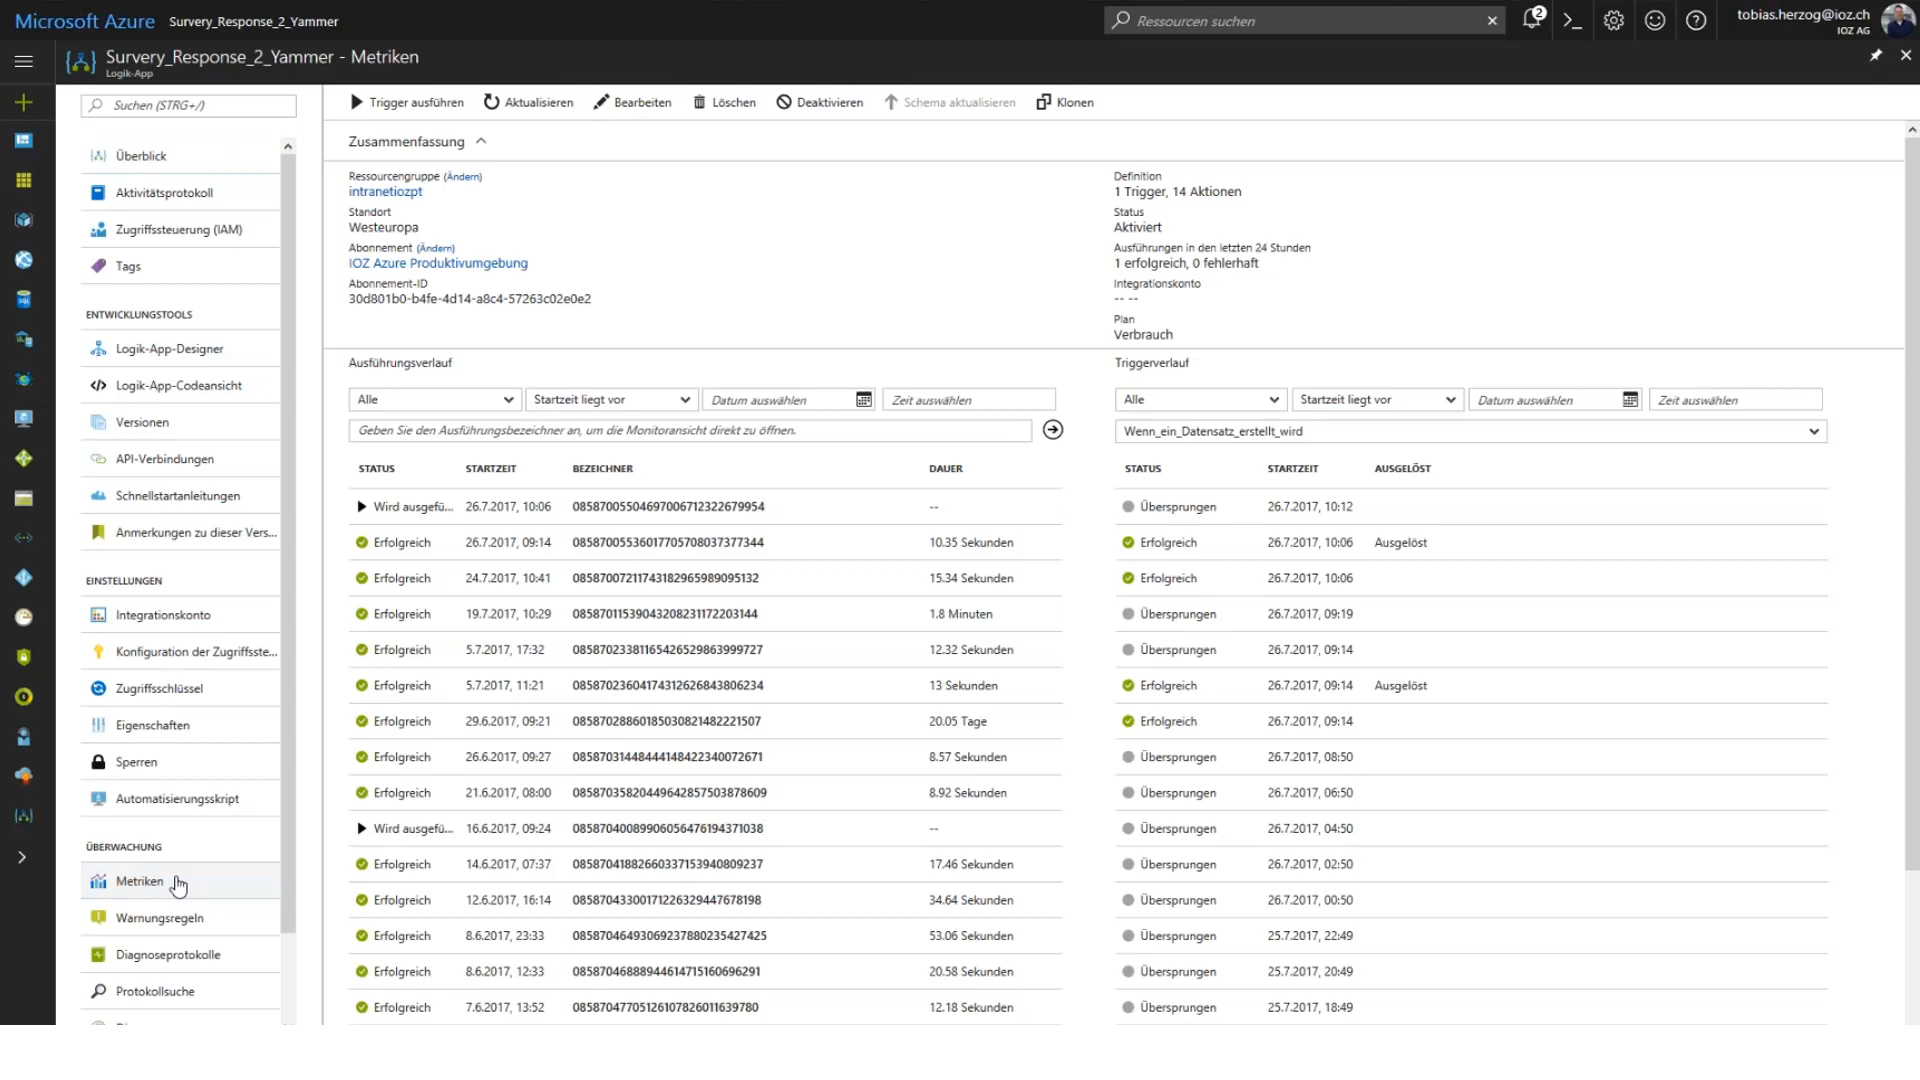 Microsoft Azure Survery_Response_2_Yammer
Ressourcen suchen
2
tobias.herzog@ioz.ch
IOZ AG
Survery_Response_2_Yammer - Metriken
Logik-App
Suchen (STRG+/)
Überblick
Aktivitätsprotokoll
Zugriffssteuerung (IAM)
Tags
ENTWICKLUNGSTOOLS
Logik-App-Designer
Logik-App-Codeansicht
Versionen
API-Verbindungen
Schnellstartanleitungen
Anmerkungen zu dieser Vers...
EINSTELLUNGEN
Integrationskonto
Konfiguration der Zugriffsste...
Zugriffsschlüssel
Eigenschaften
Sperren
Automatisierungsskript
ÜBERWACHUNG
Metriken
Warnungsregeln
Diagnoseprotokolle
Protokollsuche
Trigger ausführen Aktualisieren Bearbeiten Löschen Deaktivieren Schema aktualisieren Klonen
Zusammenfassung
Ressourcengruppe (Ändern)
intranetiozpt
Standort
Westeuropa
Abonnement (Ändern)
IOZ Azure Produktivumgebung
Abonnement-ID
30d801b0-b4fe-4d14-a8c4-57263c02e0e2
Definition
1 Trigger, 14 Aktionen
Status
Aktiviert
Ausführungen in den letzten 24 Stunden
1 erfolgreich, 0 fehlerhaft
Integrationskonto
-- --
Plan
Verbrauch
Ausführungsverlauf
Alle Startzeit liegt vor Datum auswählen Zeit auswählen
Geben Sie den Ausführungsbezeichner an, um die Monitoransicht direkt zu öffnen.
STATUS STARTZEIT BEZEICHNER DAUER
Wird ausgefü... 26.7.2017, 10:06 08587005504697006712322679954 --
Erfolgreich 26.7.2017, 09:14 08587005536017705708037377344 10.35 Sekunden
Erfolgreich 24.7.2017, 10:41 08587007211743182965989095132 15.34 Sekunden
Erfolgreich 19.7.2017, 10:29 08587011539043208231172203144 1.8 Minuten
Erfolgreich 5.7.2017, 17:32 08587023381165426529863999727 12.32 Sekunden
Erfolgreich 5.7.2017, 11:21 08587023604174312626843806234 13 Sekunden
Erfolgreich 29.6.2017, 09:21 08587028860185030821482221507 20.05 Tage
Erfolgreich 26.6.2017, 09:27 08587031448444148422340072671 8.57 Sekunden
Erfolgreich 21.6.2017, 08:00 08587035820449642857503878609 8.92 Sekunden
Wird ausgefü... 16.6.2017, 09:24 08587040089906056476194371038 --
Erfolgreich 14.6.2017, 07:37 08587041882660337153940809237 17.46 Sekunden
Erfolgreich 12.6.2017, 16:14 08587043300171226329447678198 34.64 Sekunden
Erfolgreich 8.6.2017, 23:33 08587046493069237880235427425 53.06 Sekunden
Erfolgreich 8.6.2017, 12:33 08587046888944614715160696291 20.58 Sekunden
Erfolgreich 7.6.2017, 13:52 08587047705126107826011639780 12.18 Sekunden
Triggerverlauf
Alle Startzeit liegt vor Datum auswählen Zeit auswählen
Wenn_ein_Datensatz_erstellt_wird
STATUS STARTZEIT AUSGELÖST
Übersprungen 26.7.2017, 10:12
Erfolgreich 26.7.2017, 10:06 Ausgelöst
Erfolgreich 26.7.2017, 10:06
Übersprungen 26.7.2017, 09:19
Übersprungen 26.7.2017, 09:14
Erfolgreich 26.7.2017, 09:14 Ausgelöst
Erfolgreich 26.7.2017, 09:14
Übersprungen 26.7.2017, 08:50
Übersprungen 26.7.2017, 06:50
Übersprungen 26.7.2017, 04:50
Übersprungen 26.7.2017, 02:50
Übersprungen 26.7.2017, 00:50
Übersprungen 25.7.2017, 22:49
Übersprungen 25.7.2017, 20:49
Übersprungen 25.7.2017, 18:49